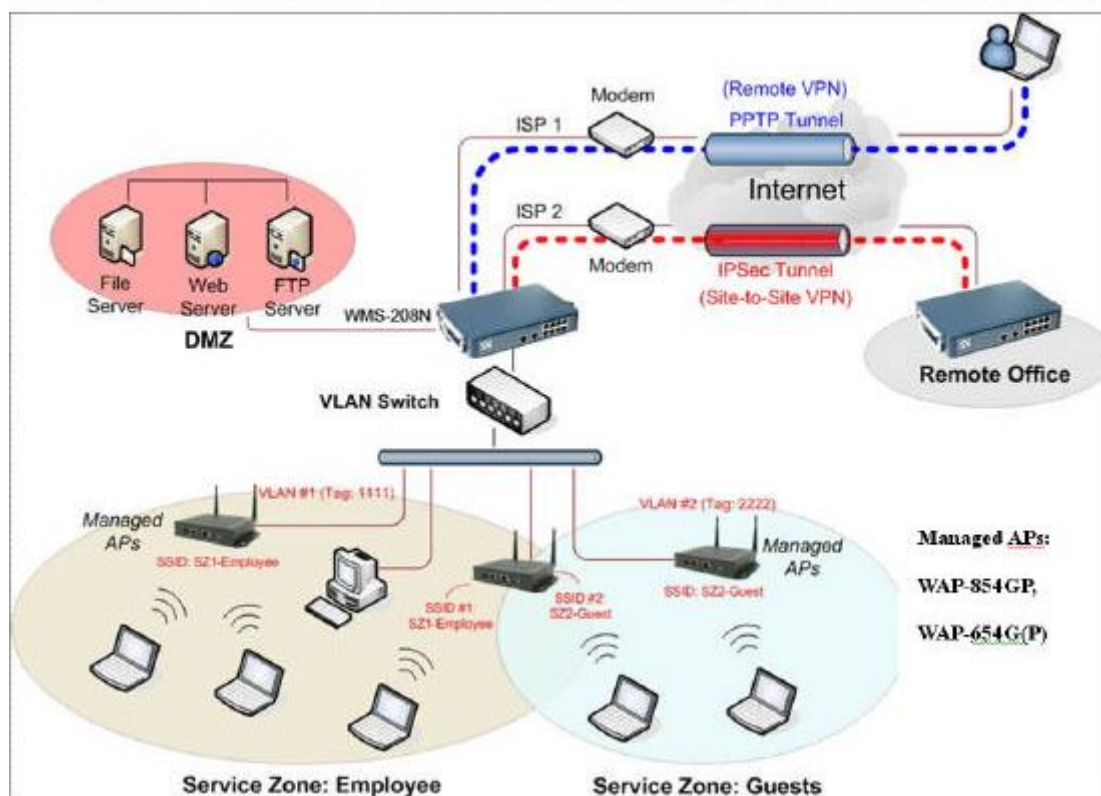 Modem
ISP 1
(Remote VPN)
PPTP Tunnel
Internet
ISP 2
Modem
IPSec Tunnel
(Site-to-Site VPN)
File
Server
Web
Server
FTP
Server
DMZ
WMS-208N
Remote Office
VLAN Switch
VLAN #1 (Tag: 1111)
Managed
APs
SSID: SZ1-Employee
SSID #1
SZ1-Employee
SSID #2:
SZ2-Guest
VLAN #2 (Tag: 2222)
Managed
APs
SSID: SZ2-Guest
Managed APs:
WAP-854GP,
WAP-654G(P)
Service Zone: Employee
Service Zone: Guests